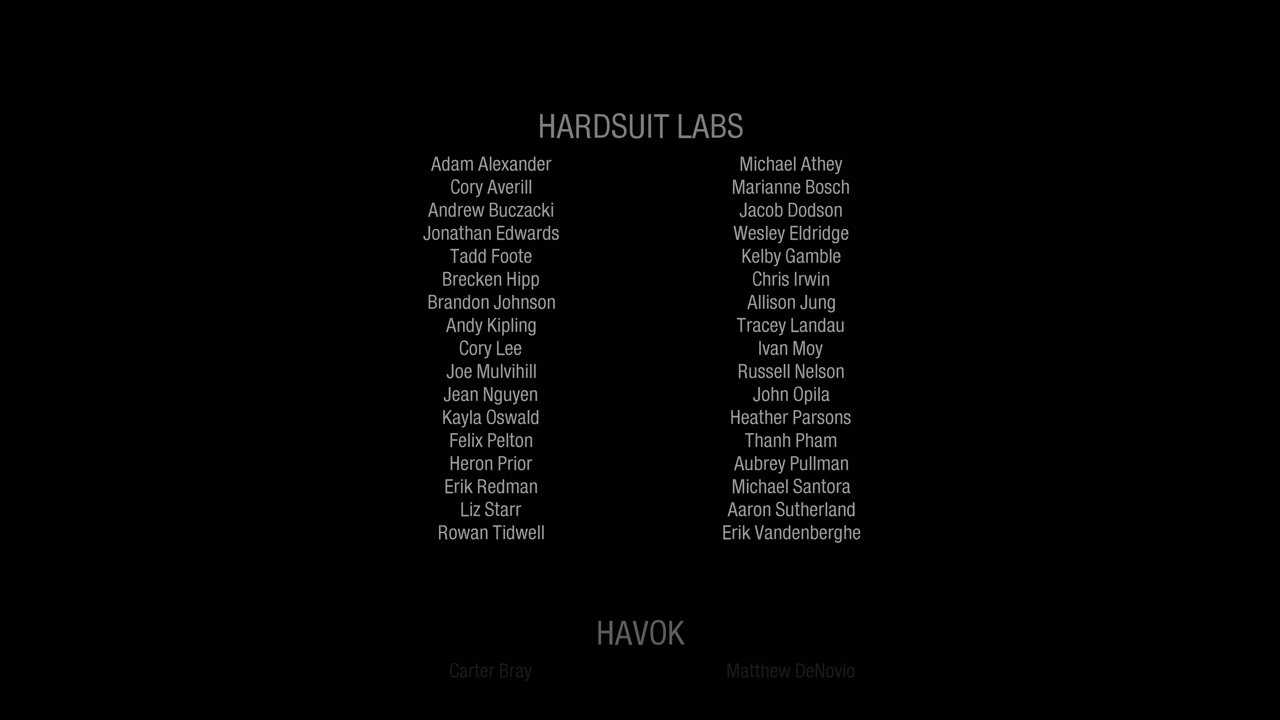 HARDSUIT LABS
Adam Alexander Michael Athey
Cory Averill Marianne Bosch
Andrew Buczacki Jacob Dodson
Jonathan Edwards Wesley Eldridge
Tadd Foote Kelby Gamble
Brecken Hipp Chris Irwin
Brandon Johnson Allison Jung
Andy Kipling Tracey Landau
Cory Lee Ivan Moy
Joe Mulvihill Russell Nelson
Jean Nguyen John Opila
Kayla Oswald Heather Parsons
Felix Pelton Thanh Pham
Heron Prior Aubrey Pullman
Erik Redman Michael Santora
Liz Starr Aaron Sutherland
Rowan Tidwell Erik Vandenberghe
HAVOK
Carter Bray Matthew DeNovio